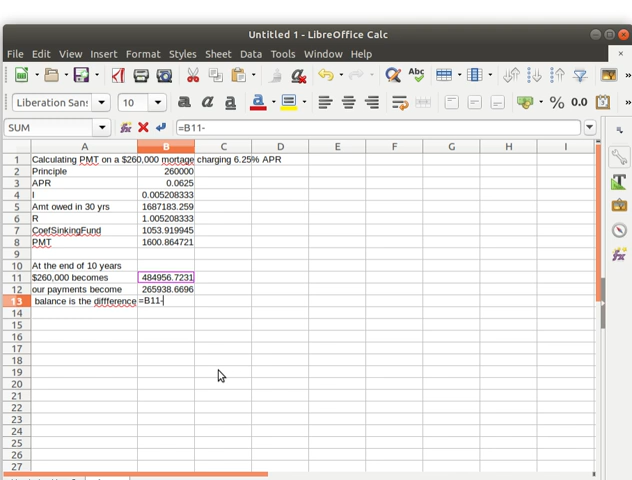 Untitled 1 - LibreOffice Calc
File Edit View Insert Format Styles Sheet Data Tools Window Help
Liberation Sans 10 a a a a % 0.0
SUM =B11-
A B C D E F G H I
1 Calculating PMT on a $260,000 mortage charging 6.25% APR
2 Principle 260000
3 APR 0.0625
4 I 0.005208333
5 Amt owed in 30 yrs 1687183.259
6 R 1.005208333
7 CoefSinkingFund 1053.919945
8 PMT 1600.864721
9
10 At the end of 10 years
11 $260,000 becomes 484956.7231
12 our payments become 265938.6696
13 balance is the diffference =B11-
14
15
16
17
18
19
20
21
22
23
24
25
26
27